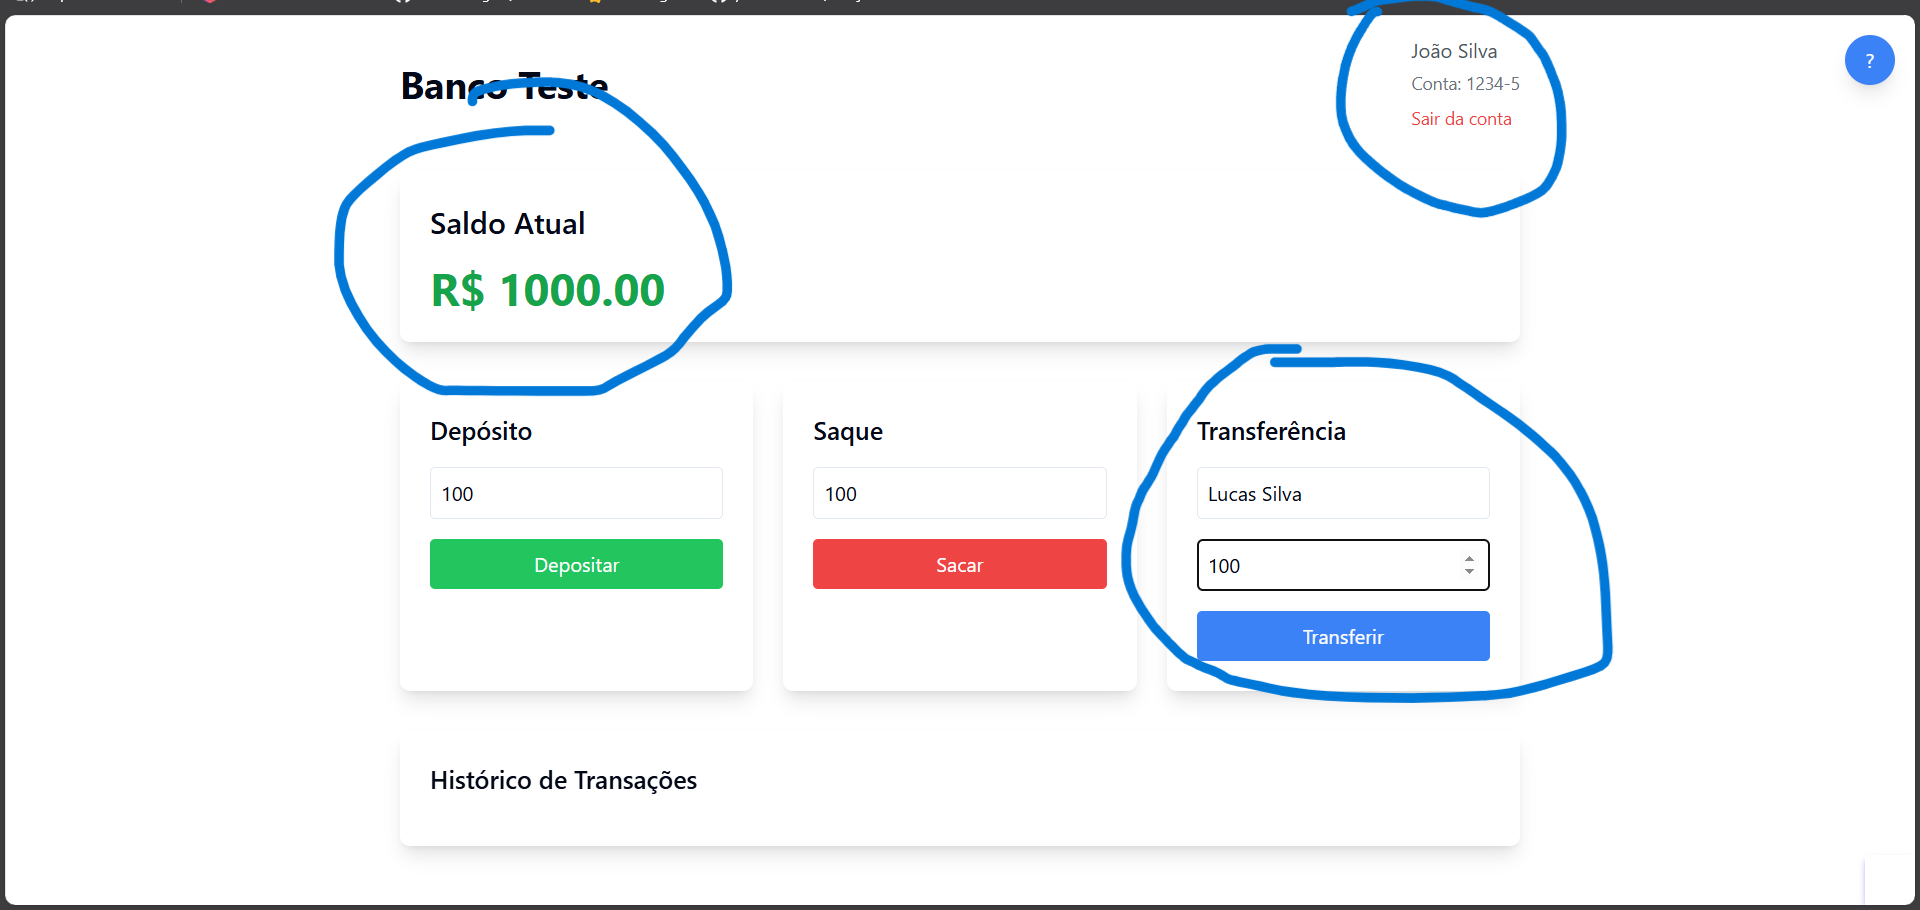 Banco Teste
João Silva
Conta: 1234-5
Sair da conta
?
Saldo Atual
R$ 1000.00
Depósito
100
Depositar
Saque
100
Sacar
Transferência
Lucas Silva
100
Transferir
Histórico de Transações